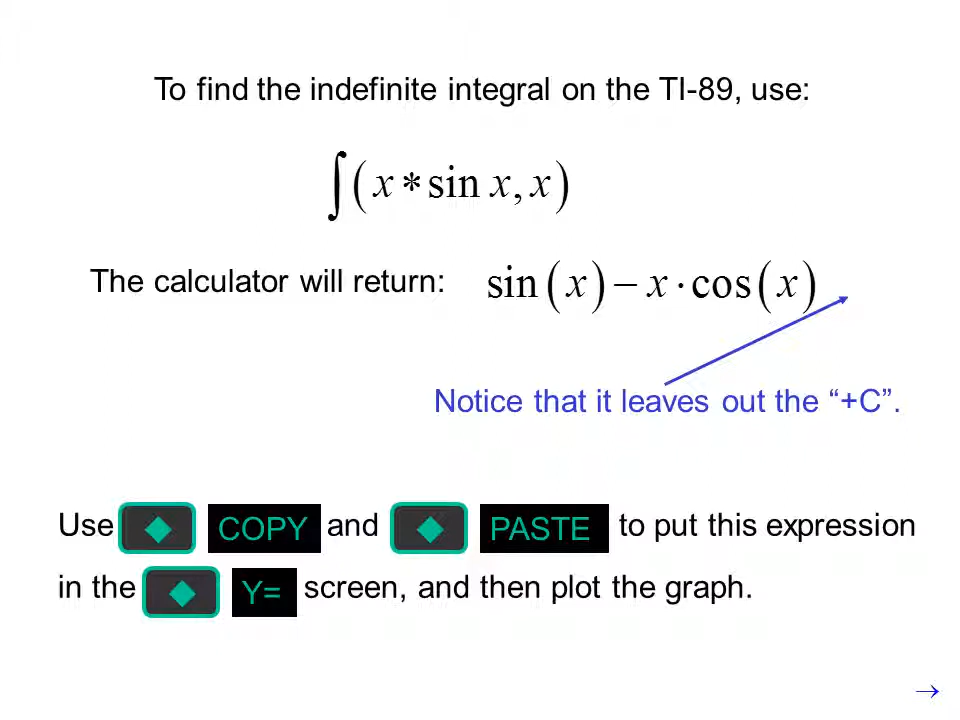 To find the indefinite integral on the TI-89, use:
∫(x*sin x, x)
The calculator will return: sin(x)−x·cos(x)
Notice that it leaves out the “+C”.
Use ◆ COPY and ◆ PASTE to put this expression
in the ◆ Y= screen, and then plot the graph.
→